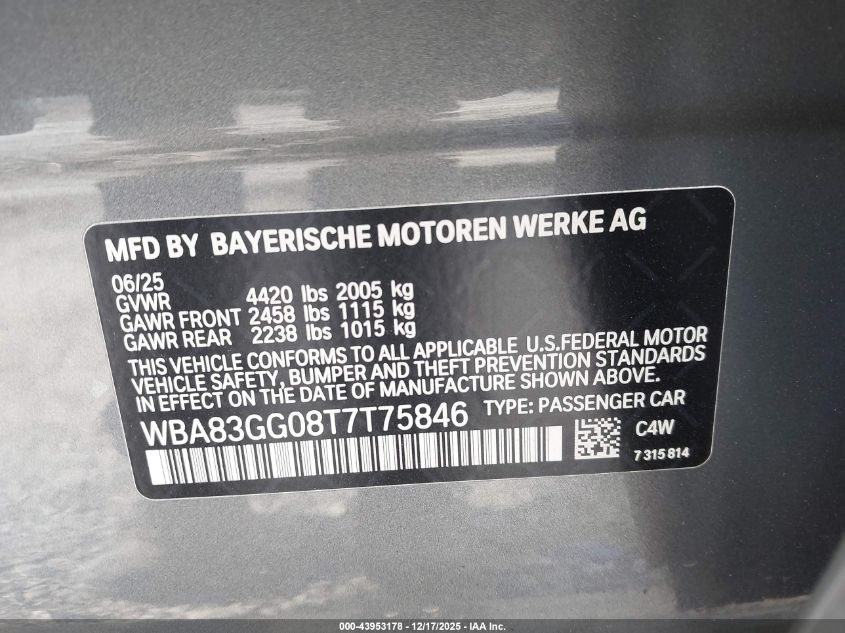 MFD BY BAYERISCHE MOTOREN WERKE AG
06/25
GVWR 4420 lbs 2005 kg
GAWR FRONT 2458 lbs 1115 kg
GAWR REAR 2238 lbs 1015 kg
THIS VEHICLE CONFORMS TO ALL APPLICABLE U.S.FEDERAL MOTOR
VEHICLE SAFETY, BUMPER AND THEFT PREVENTION STANDARDS
IN EFFECT ON THE DATE OF MANUFACTURE SHOWN ABOVE.
WBA83GG08T7T75846 TYPE: PASSENGER CAR
C4W
7 315 814
000-43953178 - 12/17/2025 - IAA Inc.